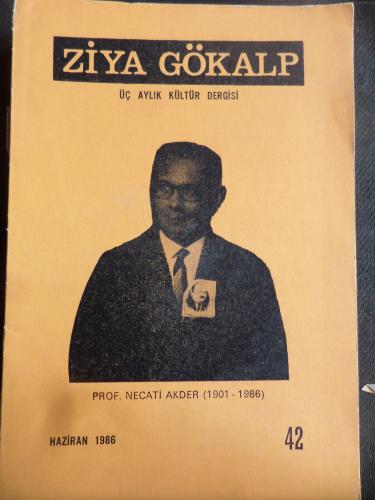 ZİYA GÖKALP
ÜÇ AYLIK KÜLTÜR DERGİSİ
PROF. NECATİ AKDER (1901 - 1986)
HAZİRAN 1986 42